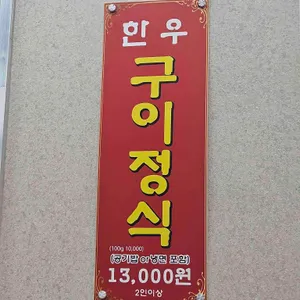 한우
구이정식
(100g 10,000)
(공기밥 or 냉면 포함)
13,000원
2인이상